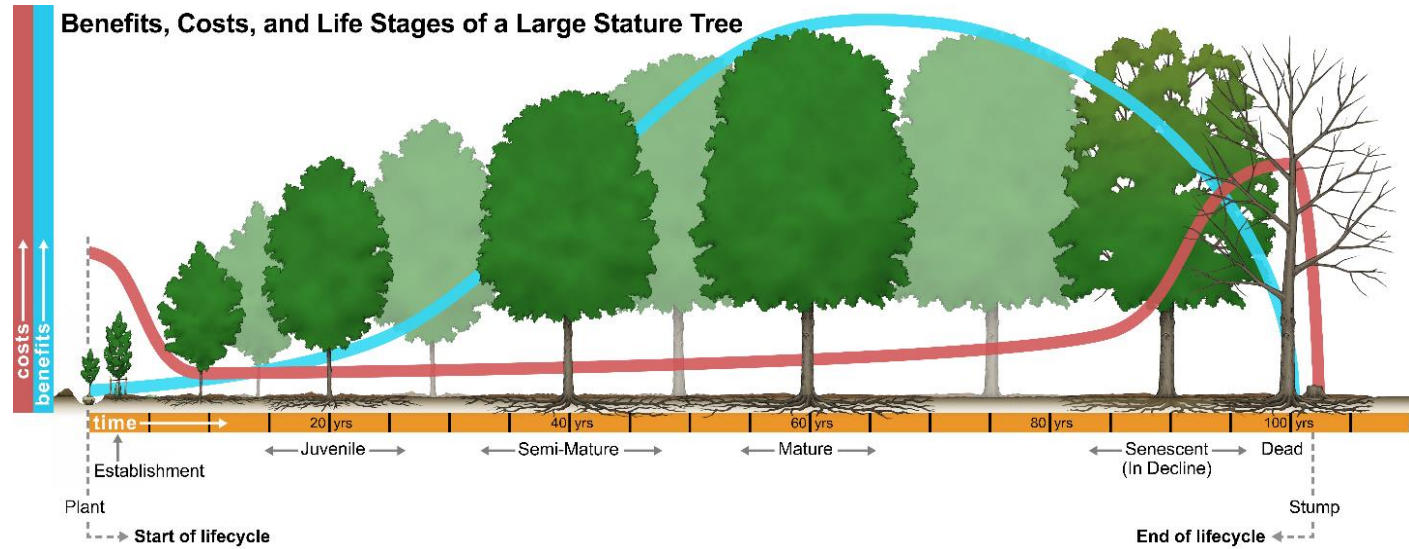 Benefits, Costs, and Life Stages of a Large Stature Tree
costs
benefits
time
20 yrs
40 yrs
60 yrs
80 yrs
100 yrs
Establishment
Juvenile
Semi-Mature
Mature
Senescent
(In Decline)
Dead
Plant
Stump
Start of lifecycle
End of lifecycle